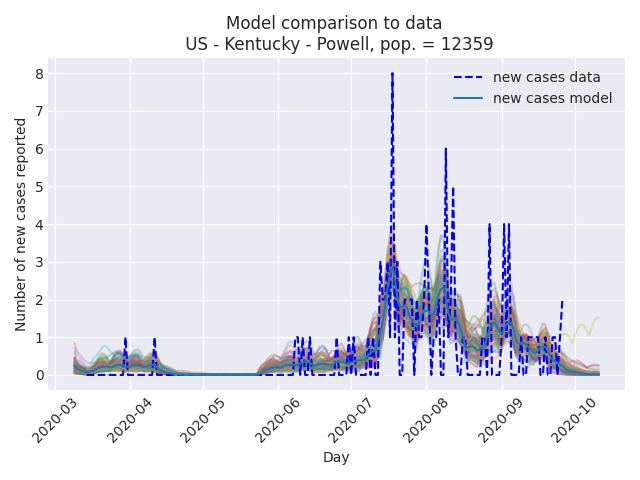 Model comparison to data
US - Kentucky - Powell, pop. = 12359
new cases data
new cases model
Number of new cases reported
8
7
6
5
4
3
2
1
0
2020-03
2020-04
2020-05
2020-06
2020-07
2020-08
2020-09
2020-10
Day